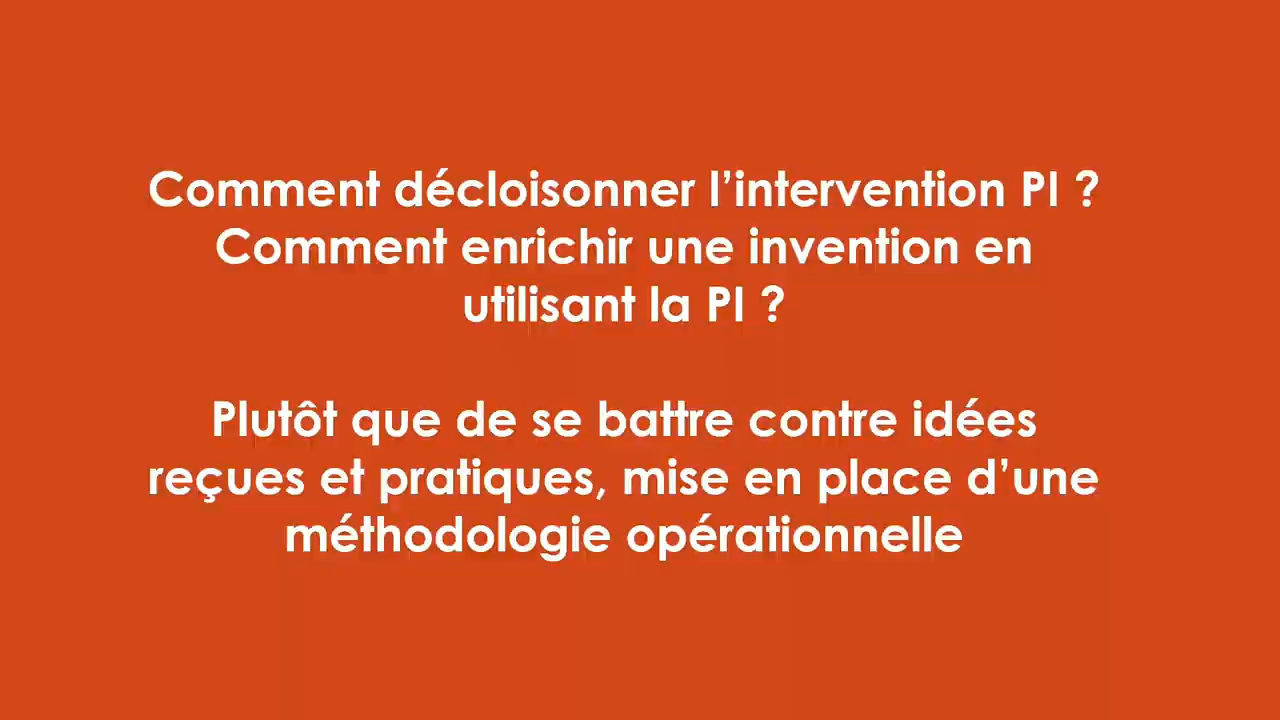 Comment décloisonner l’intervention PI ?
Comment enrichir une invention en
utilisant la PI ?
Plutôt que de se battre contre idées
reçues et pratiques, mise en place d’une
méthodologie opérationnelle